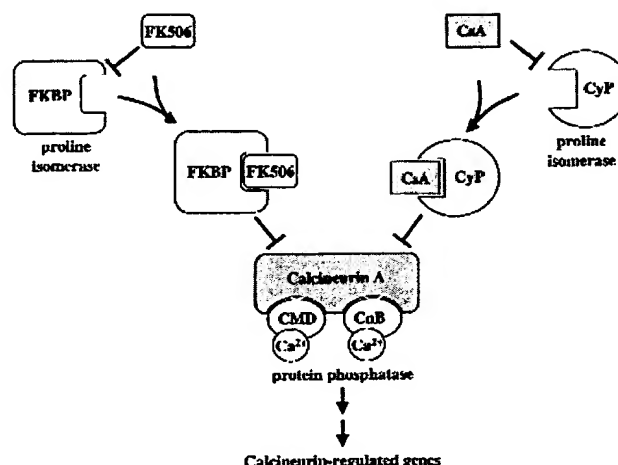 FK506
CsA
FKBP
CyP
proline
isomerase
proline
isomerase
FKBP
FK506
CsA
CyP
Calcineurin A
CMD
CnB
Ca2+
Ca2+
protein phosphatase
Calcineurin-regulated genes